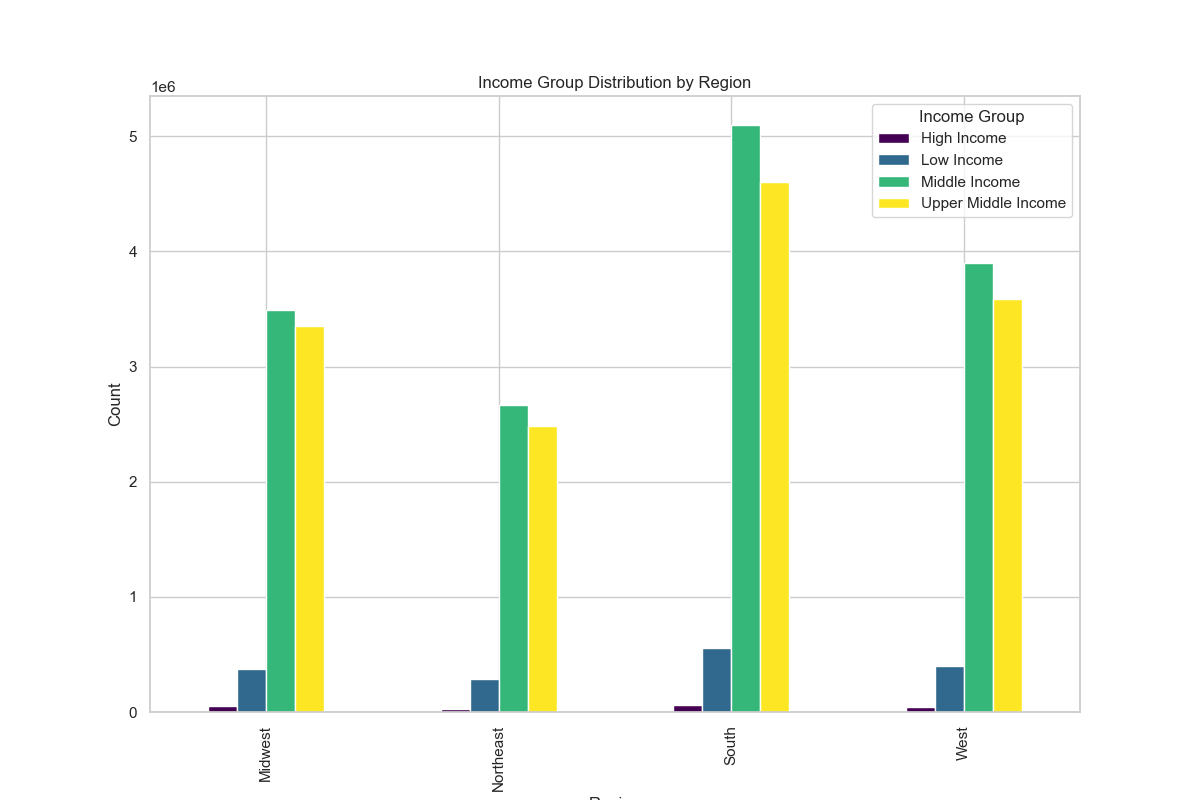 Income Group Distribution by Region
1e6
Income Group
High Income
Low Income
Middle Income
Upper Middle Income
5
4
3
2
1
0
Count
Midwest
Northeast
South
West